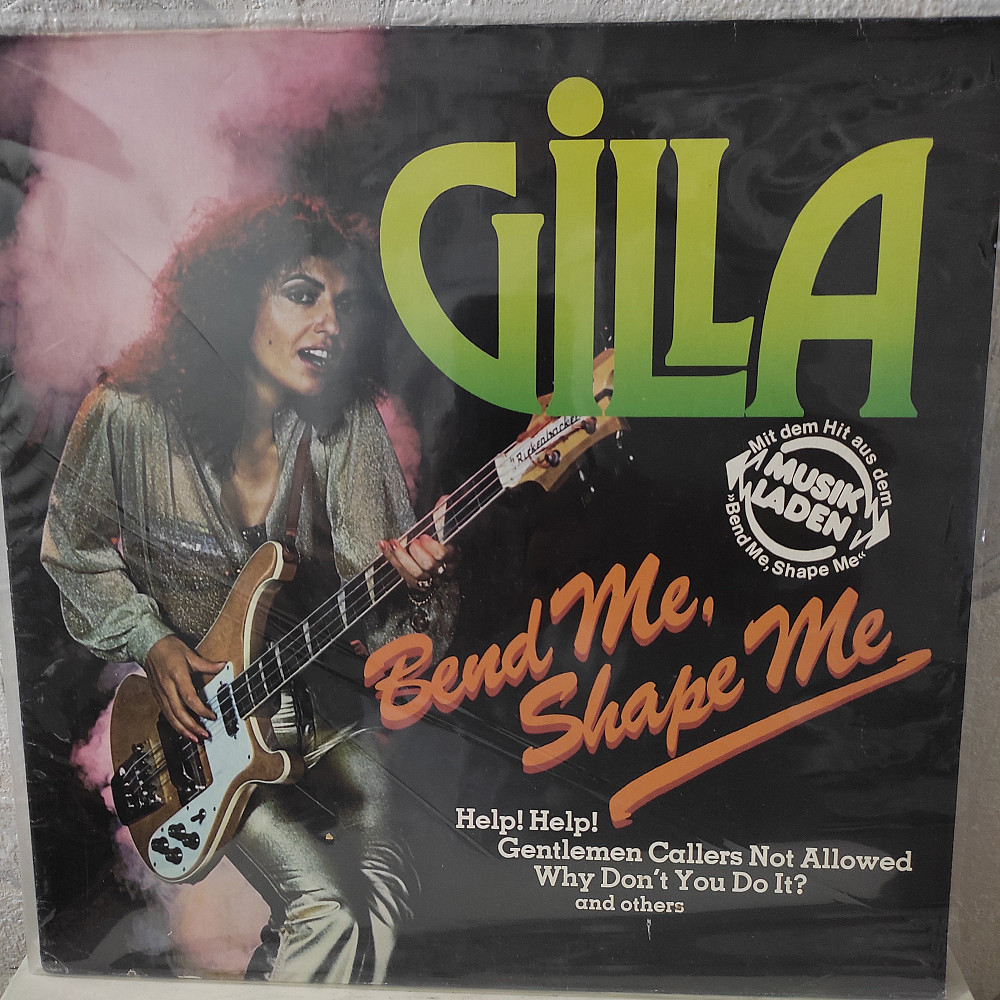 GiLLA
Rickenbacker
Mit dem Hit aus dem
MUSIK
LADEN
»Bend Me, Shape Me«
Bend Me,
Shape Me
Help! Help!
Gentlemen Callers Not Allowed
Why Don't You Do It?
and others